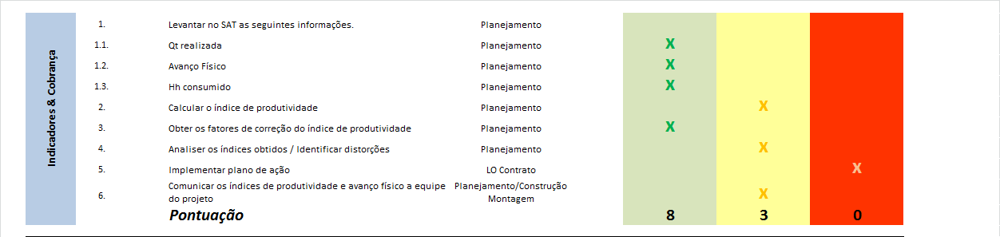 Indicadores & Cobrança
1. Levantar no SAT as seguintes informações. Planejamento
1.1. Qt realizada Planejamento X
1.2. Avanço Físico Planejamento X
1.3. Hh consumido Planejamento X
2. Calcular o índice de produtividade Planejamento X
3. Obter os fatores de correção do índice de produtividade Planejamento X
4. Analiser os índices obtidos / Identificar distorções Planejamento X
5. Implementar plano de ação LO Contrato X
6. Comunicar os índices de produtividade e avanço físico a equipe do projeto Planejamento/Construção Montagem X
Pontuação 8 3 0